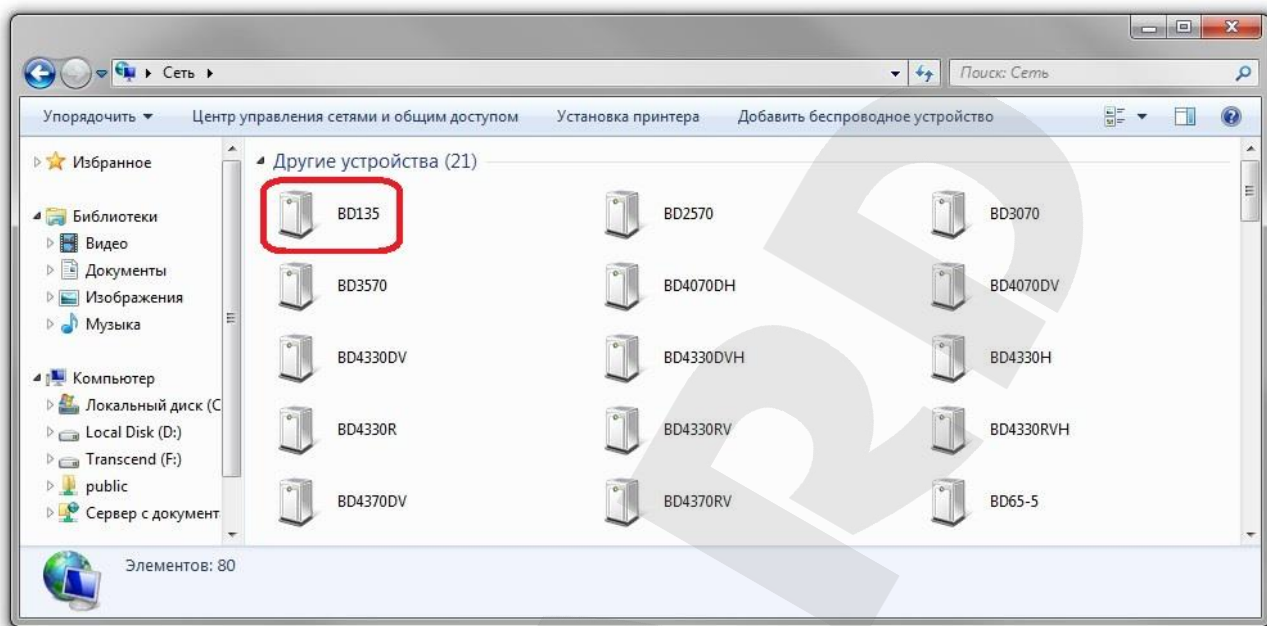 Сеть
Поиск: Сеть
Упорядочить Центр управления сетями и общим доступом Установка принтера Добавить беспроводное устройство
Избранное
Библиотеки
Видео
Документы
Изображения
Музыка
Компьютер
Локальный диск (C
Local Disk (D:)
Transcend (F:)
public
Сервер с документ
Другие устройства (21)
BD135 BD2570 BD3070
BD3570 BD4070DH BD4070DV
BD4330DV BD4330DVH BD4330H
BD4330R BD4330RV BD4330RVH
BD4370DV BD4370RV BD65-5
Элементов: 80